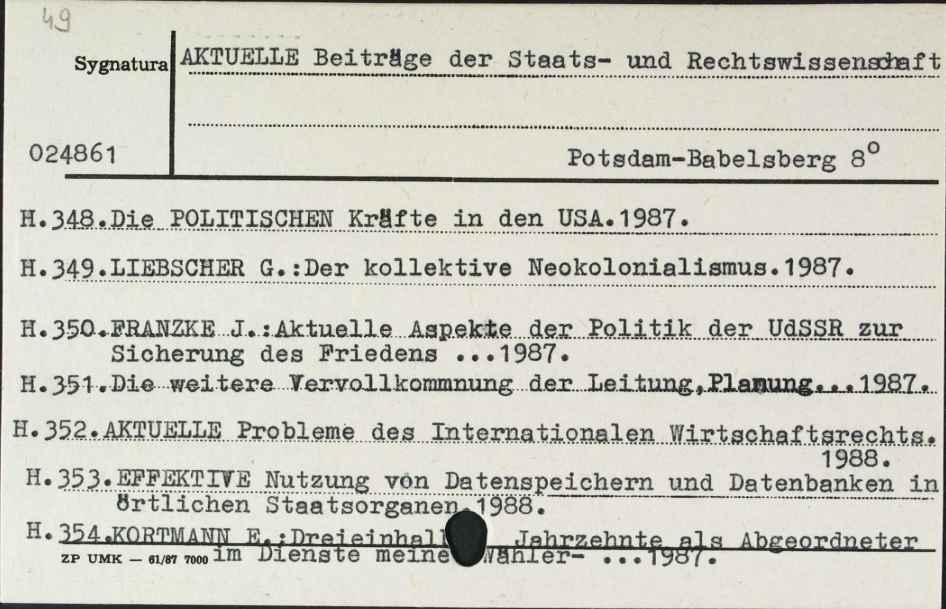 49
Sygnatura AKTUELLE Beiträge der Staats- und Rechtswissenschaft
024861 Potsdam-Babelsberg 8°
H.348.Die POLITISCHEN Kräfte in den USA.1987.
H.349.LIEBSCHER G.:Der kollektive Neokolonialismus.1987.
H.350.FRANZKE J.:Aktuelle Aspekte der Politik der UdSSR zur
Sicherung des Friedens ...1987.
H.351.Die weitere Vervollkommnung der Leitung,Planung...1987.
H.352.AKTUELLE Probleme des Internationalen Wirtschaftsrechts.
1988.
H.353.EFFEKTIVE Nutzung von Datenspeichern und Datenbanken in
örtlichen Staatsorganen.1988.
H.354.KORTMANN E.:Dreieinhal Jahrzehnte als Abgeordneter
ZP UMK — 61/87 7000 im Dienste meine Wähler- ...1987.